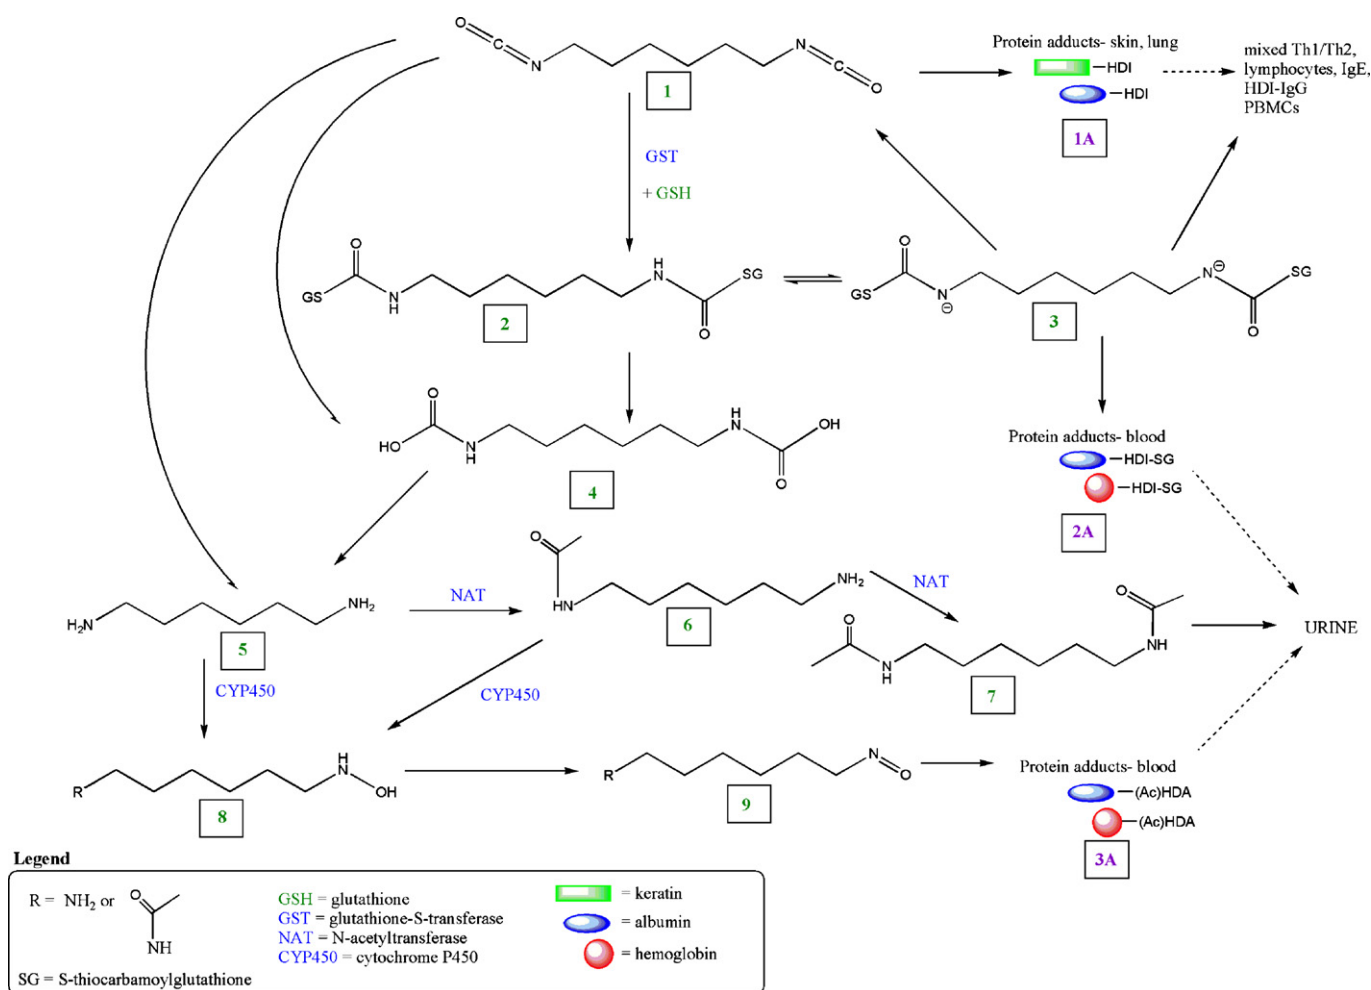 O
C
N
N
C
O
1
Protein adducts- skin, lung
HDI
HDI
1A
mixed Th1/Th2,
lymphocytes, IgE,
HDI-IgG
PBMCs
GST
+ GSH
O
GS
N
H
H
N
SG
O
2
O
GS
N
⊖
N
⊖
SG
O
3
O
HO
N
H
H
N
OH
O
4
Protein adducts- blood
HDI-SG
HDI-SG
2A
H₂N
NH₂
5
NAT
O
HN
NH₂
6
NAT
O
N
H
O
NH
7
URINE
CYP450
CYP450
R
H
N
OH
8
R
N
O
9
Protein adducts- blood
(Ac)HDA
(Ac)HDA
3A
Legend
R = NH₂ or
O
NH
SG = S-thiocarbamoylglutathione
GSH = glutathione
GST = glutathione-S-transferase
NAT = N-acetyltransferase
CYP450 = cytochrome P450
= keratin
= albumin
= hemoglobin